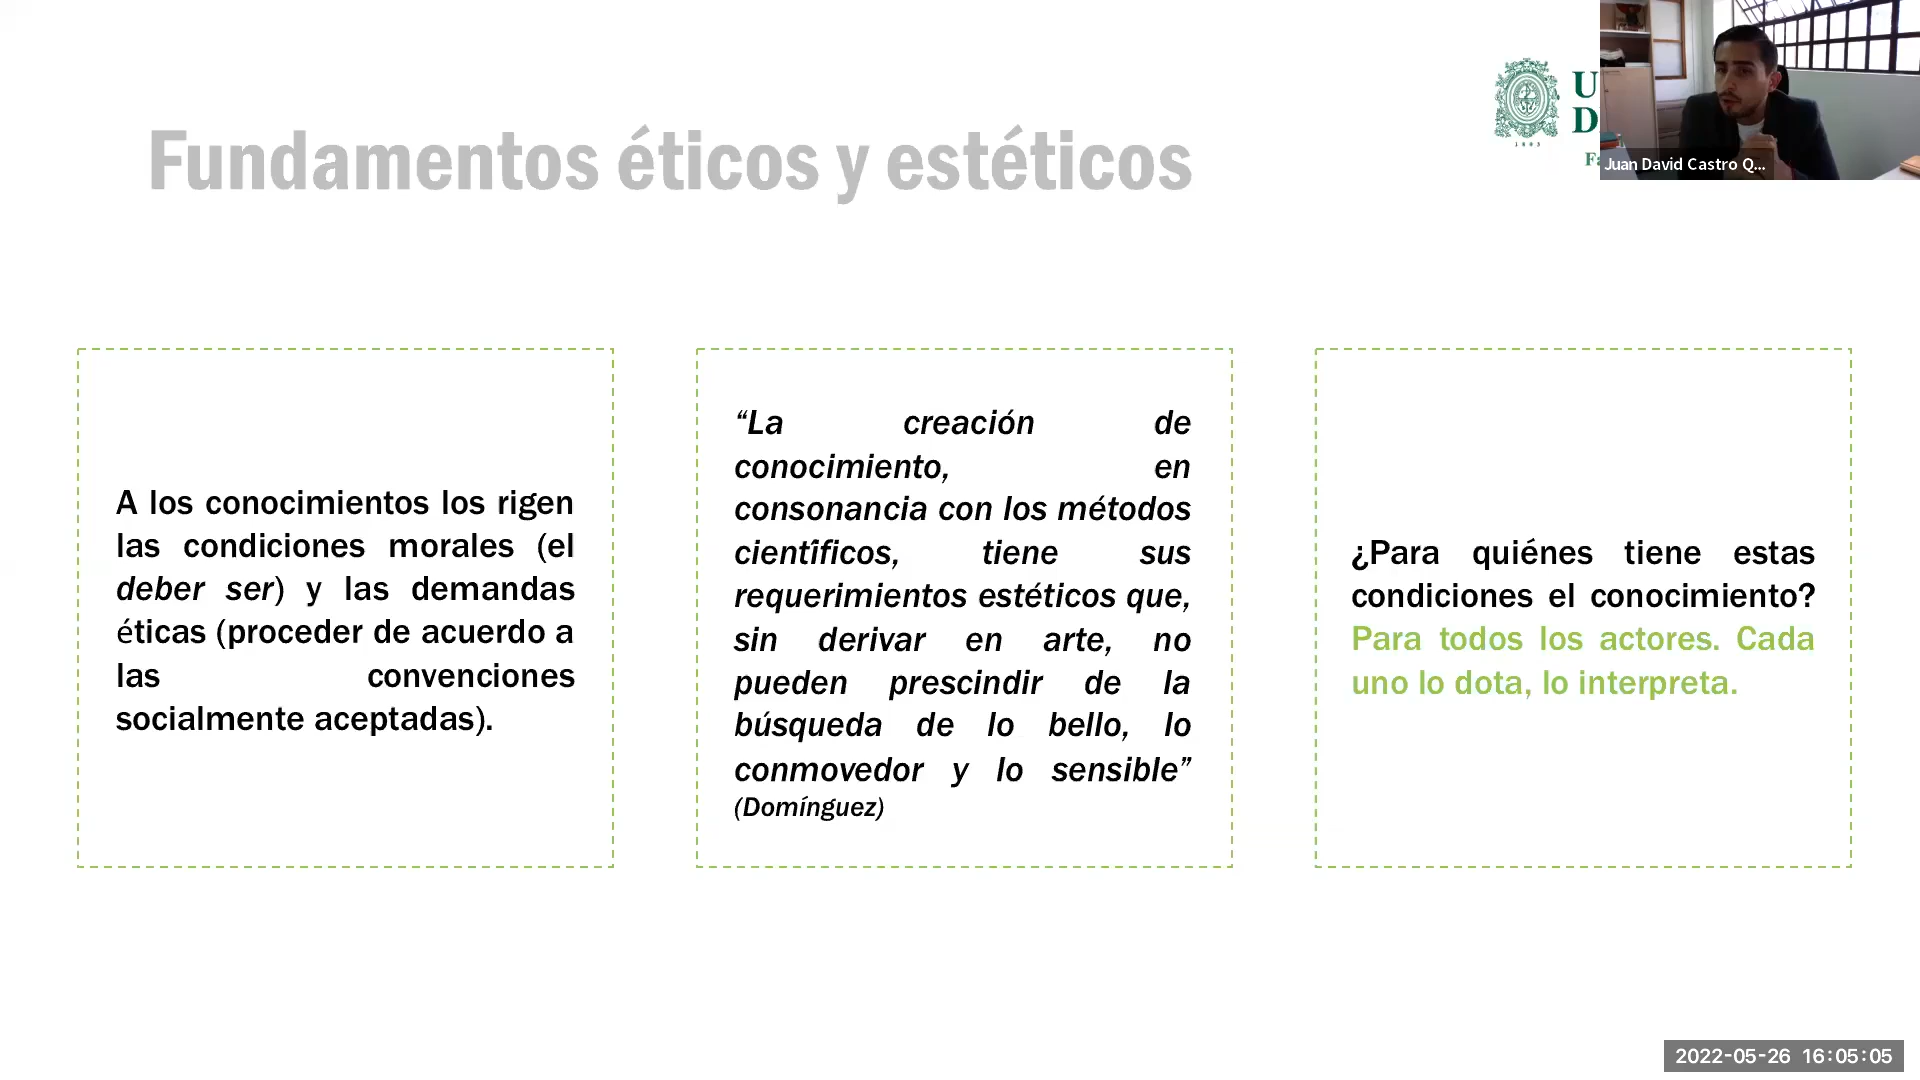 Fundamentos éticos y estéticos
U
D
1803
Fa
Juan David Castro Q...
A los conocimientos los rigen
las condiciones morales (el
deber ser) y las demandas
éticas (proceder de acuerdo a
las convenciones
socialmente aceptadas).
“La creación de
conocimiento, en
consonancia con los métodos
científicos, tiene sus
requerimientos estéticos que,
sin derivar en arte, no
pueden prescindir de la
búsqueda de lo bello, lo
conmovedor y lo sensible”
(Domínguez)
¿Para quiénes tiene estas
condiciones el conocimiento?
Para todos los actores. Cada
uno lo dota, lo interpreta.
2022-05-26 16:05:05